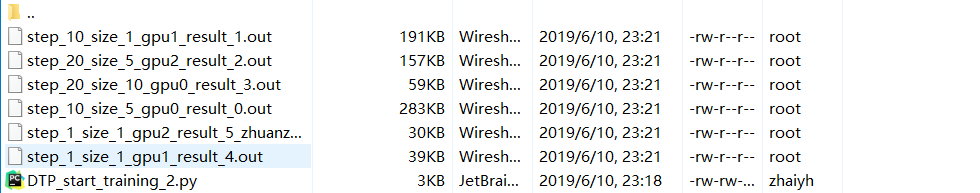 ..
step_10_size_1_gpu1_result_1.out 191KB Wiresh... 2019/6/10, 23:21 -rw-r--r-- root
step_20_size_5_gpu2_result_2.out 157KB Wiresh... 2019/6/10, 23:21 -rw-r--r-- root
step_20_size_10_gpu0_result_3.out 59KB Wiresh... 2019/6/10, 23:21 -rw-r--r-- root
step_10_size_5_gpu0_result_0.out 283KB Wiresh... 2019/6/10, 23:21 -rw-r--r-- root
step_1_size_1_gpu2_result_5_zhuanz... 30KB Wiresh... 2019/6/10, 23:21 -rw-r--r-- root
step_1_size_1_gpu1_result_4.out 39KB Wiresh... 2019/6/10, 23:21 -rw-r--r-- root
PC DTP_start_training_2.py 3KB JetBrai... 2019/6/10, 23:18 -rw-rw-... zhaiyh